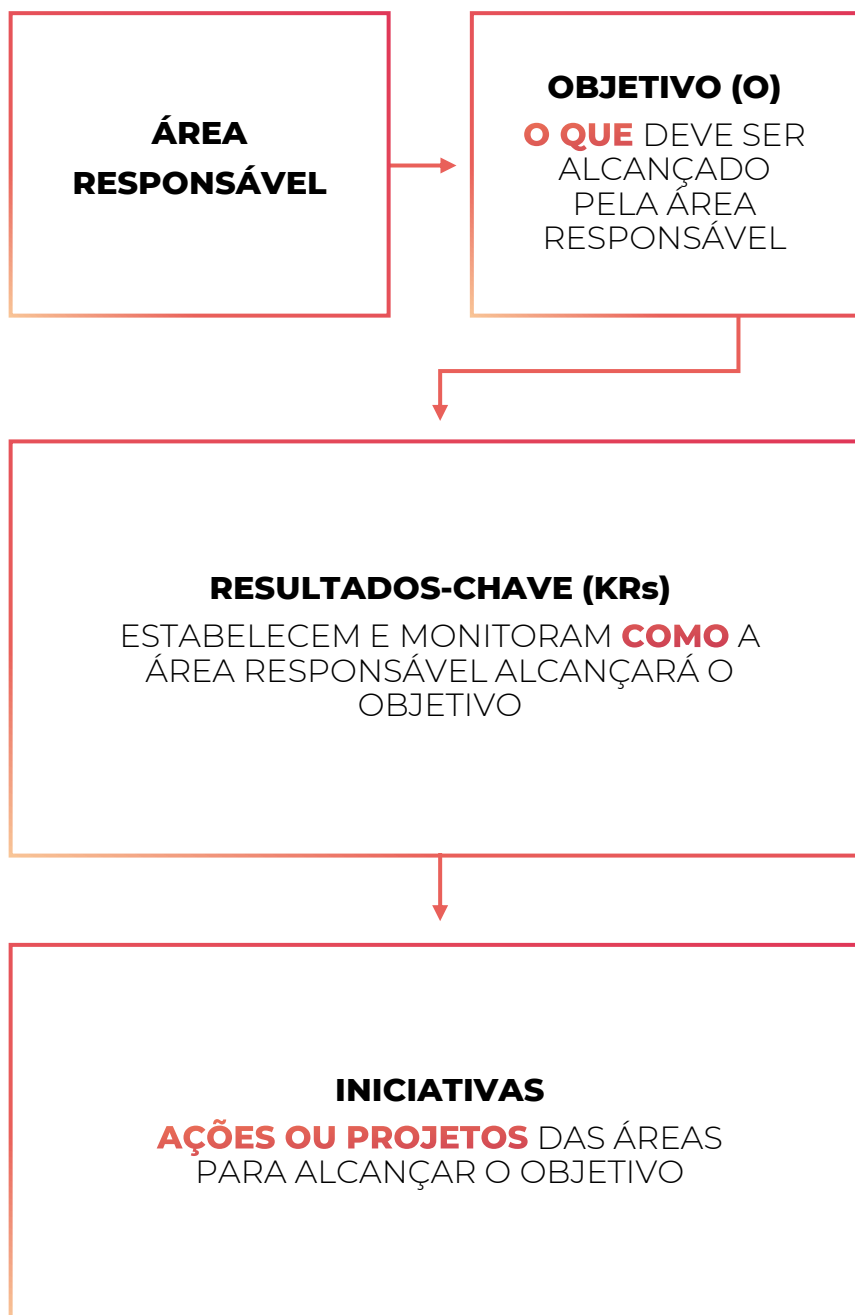 ÁREA
RESPONSÁVEL
OBJETIVO (O)
O QUE DEVE SER
ALCANÇADO
PELA ÁREA
RESPONSÁVEL
RESULTADOS-CHAVE (KRs)
ESTABELECEM E MONITORAM COMO A
ÁREA RESPONSÁVEL ALCANÇARÁ O
OBJETIVO
INICIATIVAS
AÇÕES OU PROJETOS DAS ÁREAS
PARA ALCANÇAR O OBJETIVO